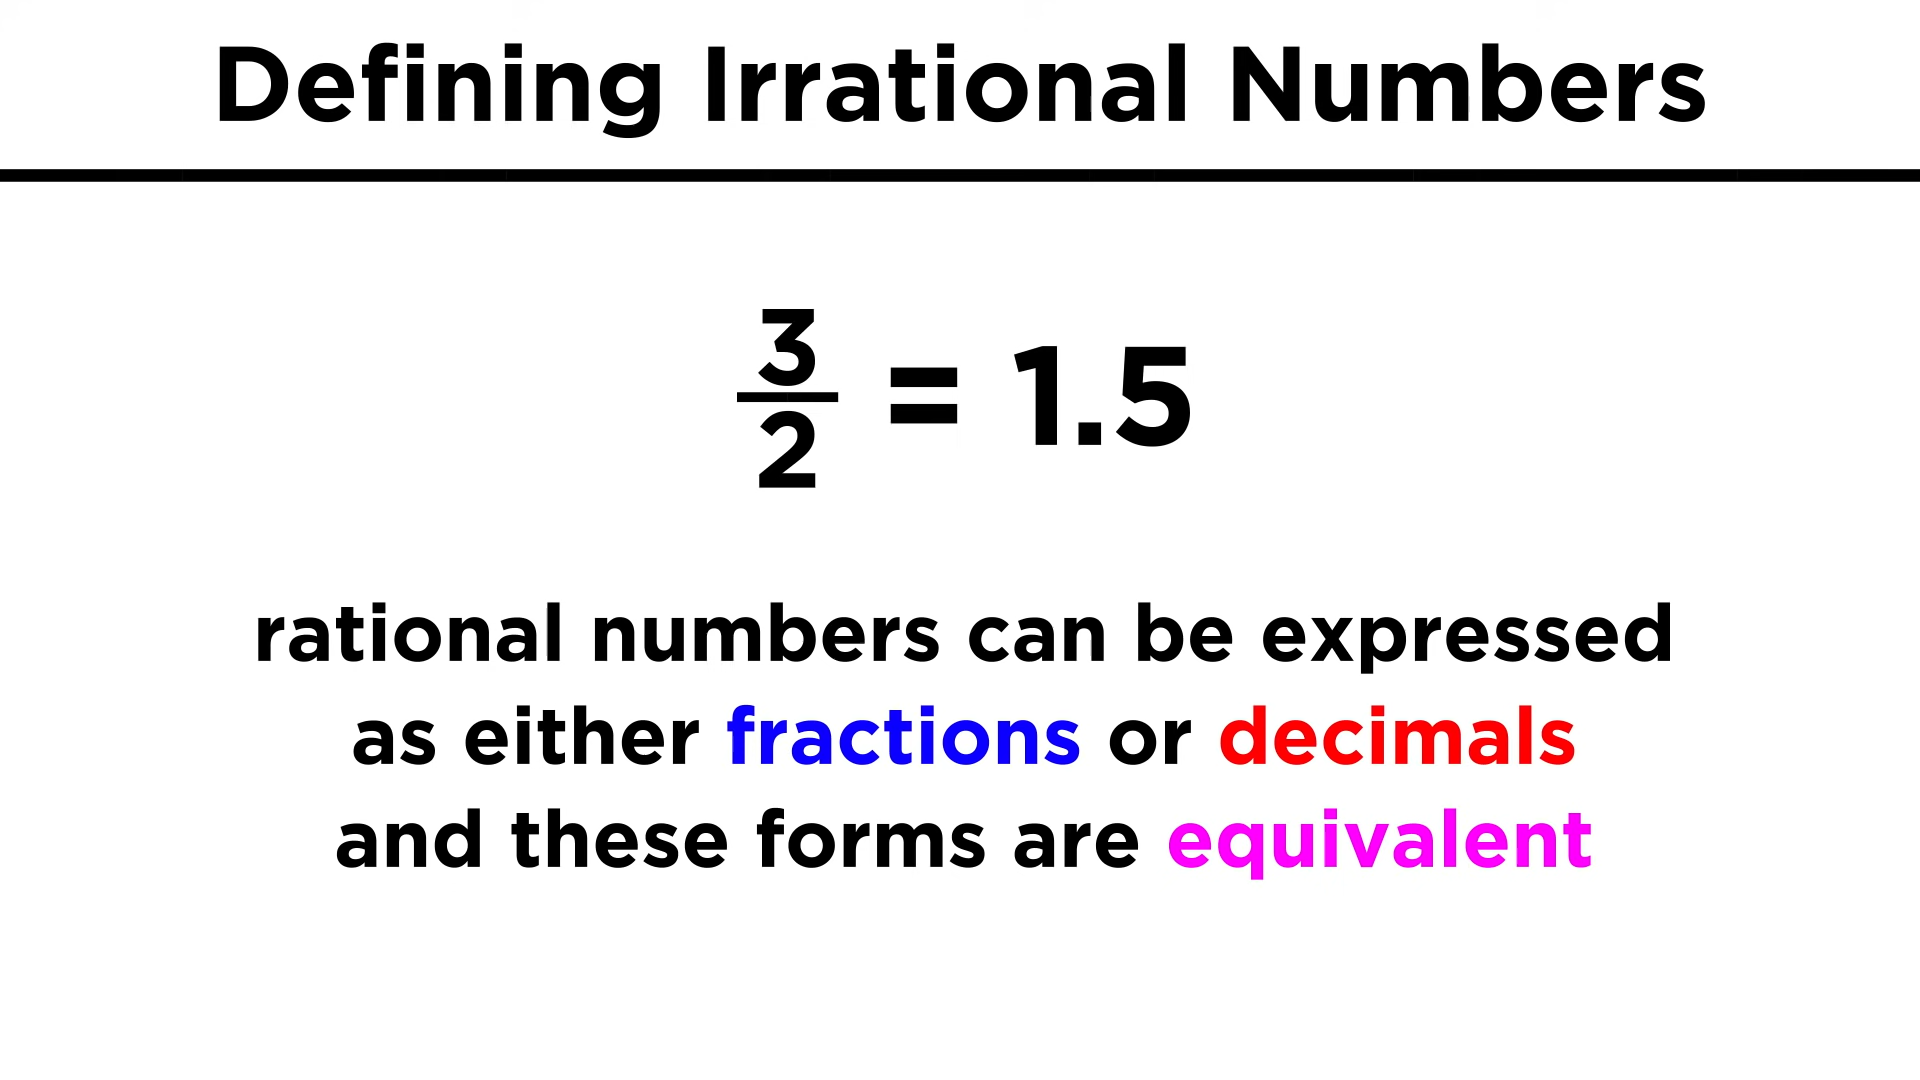 Defining Irrational Numbers
3/2 = 1.5
rational numbers can be expressed
as either fractions or decimals
and these forms are equivalent